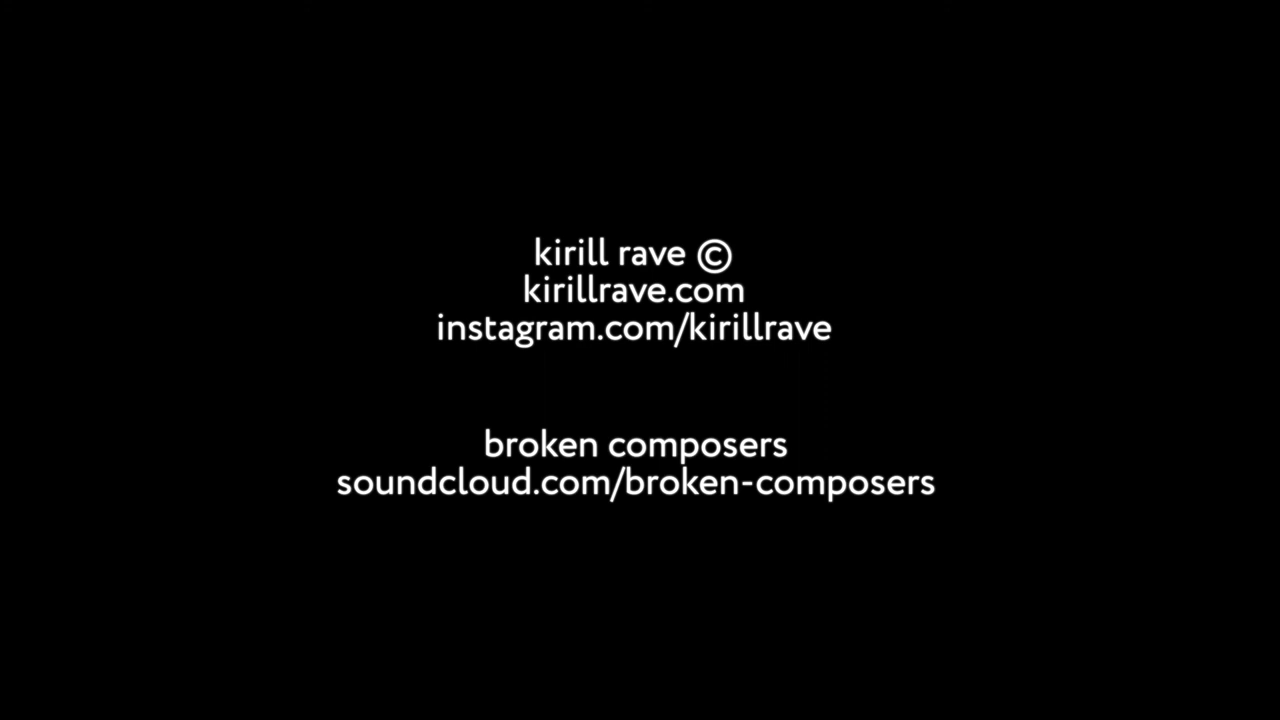 kirill rave ©
kirillrave.com
instagram.com/kirillrave
broken composers
soundcloud.com/broken-composers